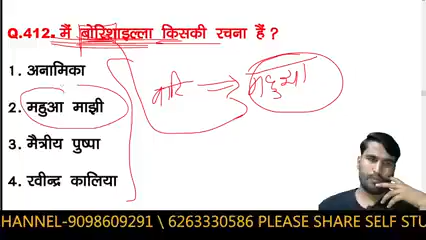 Q.412. मैं बोरिशाइल्ला किसकी रचना हैं ?
1. अनामिका
2. महुआ माझी
3. मैत्रीय पुष्पा
4. रवीन्द्र कालिया
HANNEL-9098609291 \ 6263330586 PLEASE SHARE SELF STU